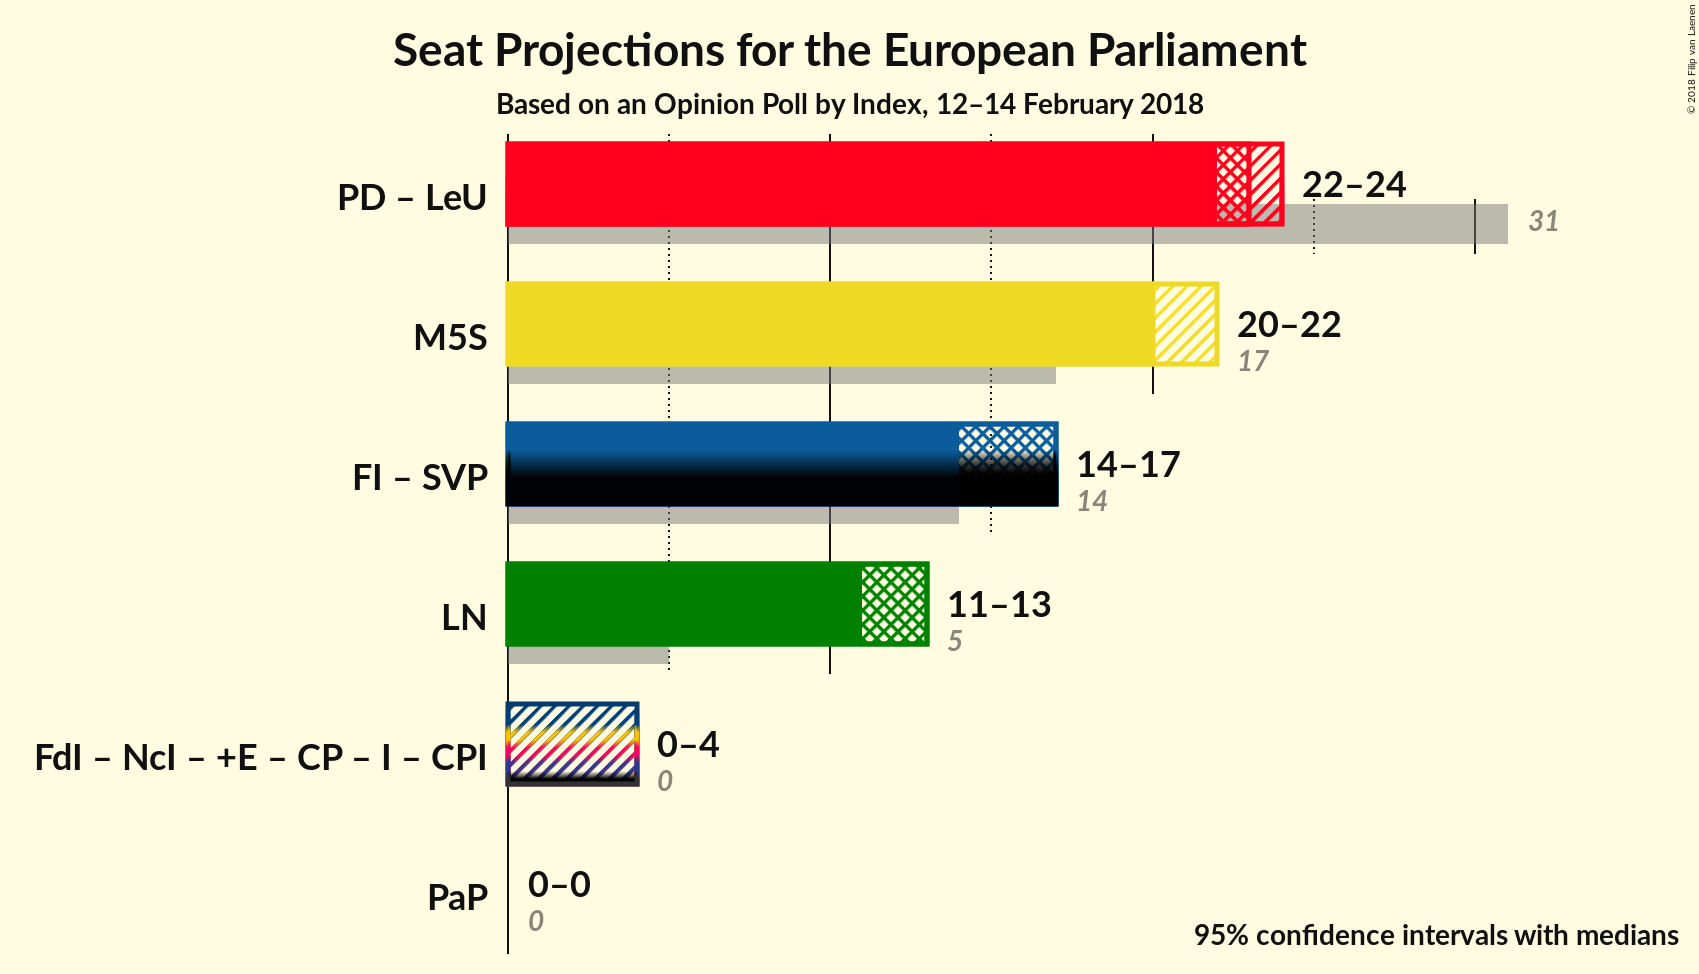 Seat Projections for the European Parliament
Based on an Opinion Poll by Index, 12–14 February 2018
© 2018 Filip van Laenen
PD – LeU
22–24
31
M5S
20–22
17
FI – SVP
14–17
14
LN
11–13
5
FdI – NcI – +E – CP – I – CPI
0–4
0
PaP
0–0
0
95% confidence intervals with medians